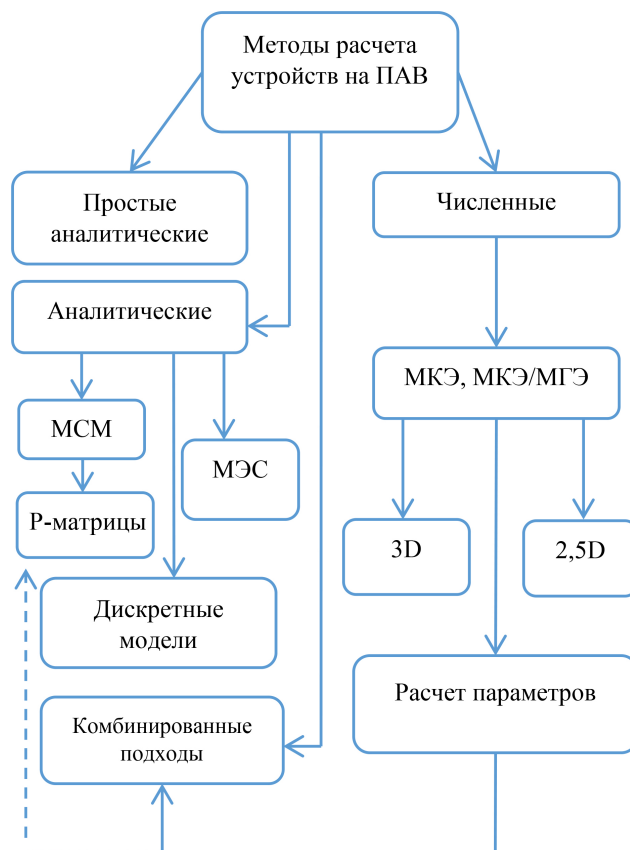 Методы расчета
устройств на ПАВ
Простые
аналитические
Численные
Аналитические
МКЭ, МКЭ/МГЭ
МСМ
МЭС
Р-матрицы
3D
2,5D
Дискретные
модели
Расчет параметров
Комбинированные
подходы